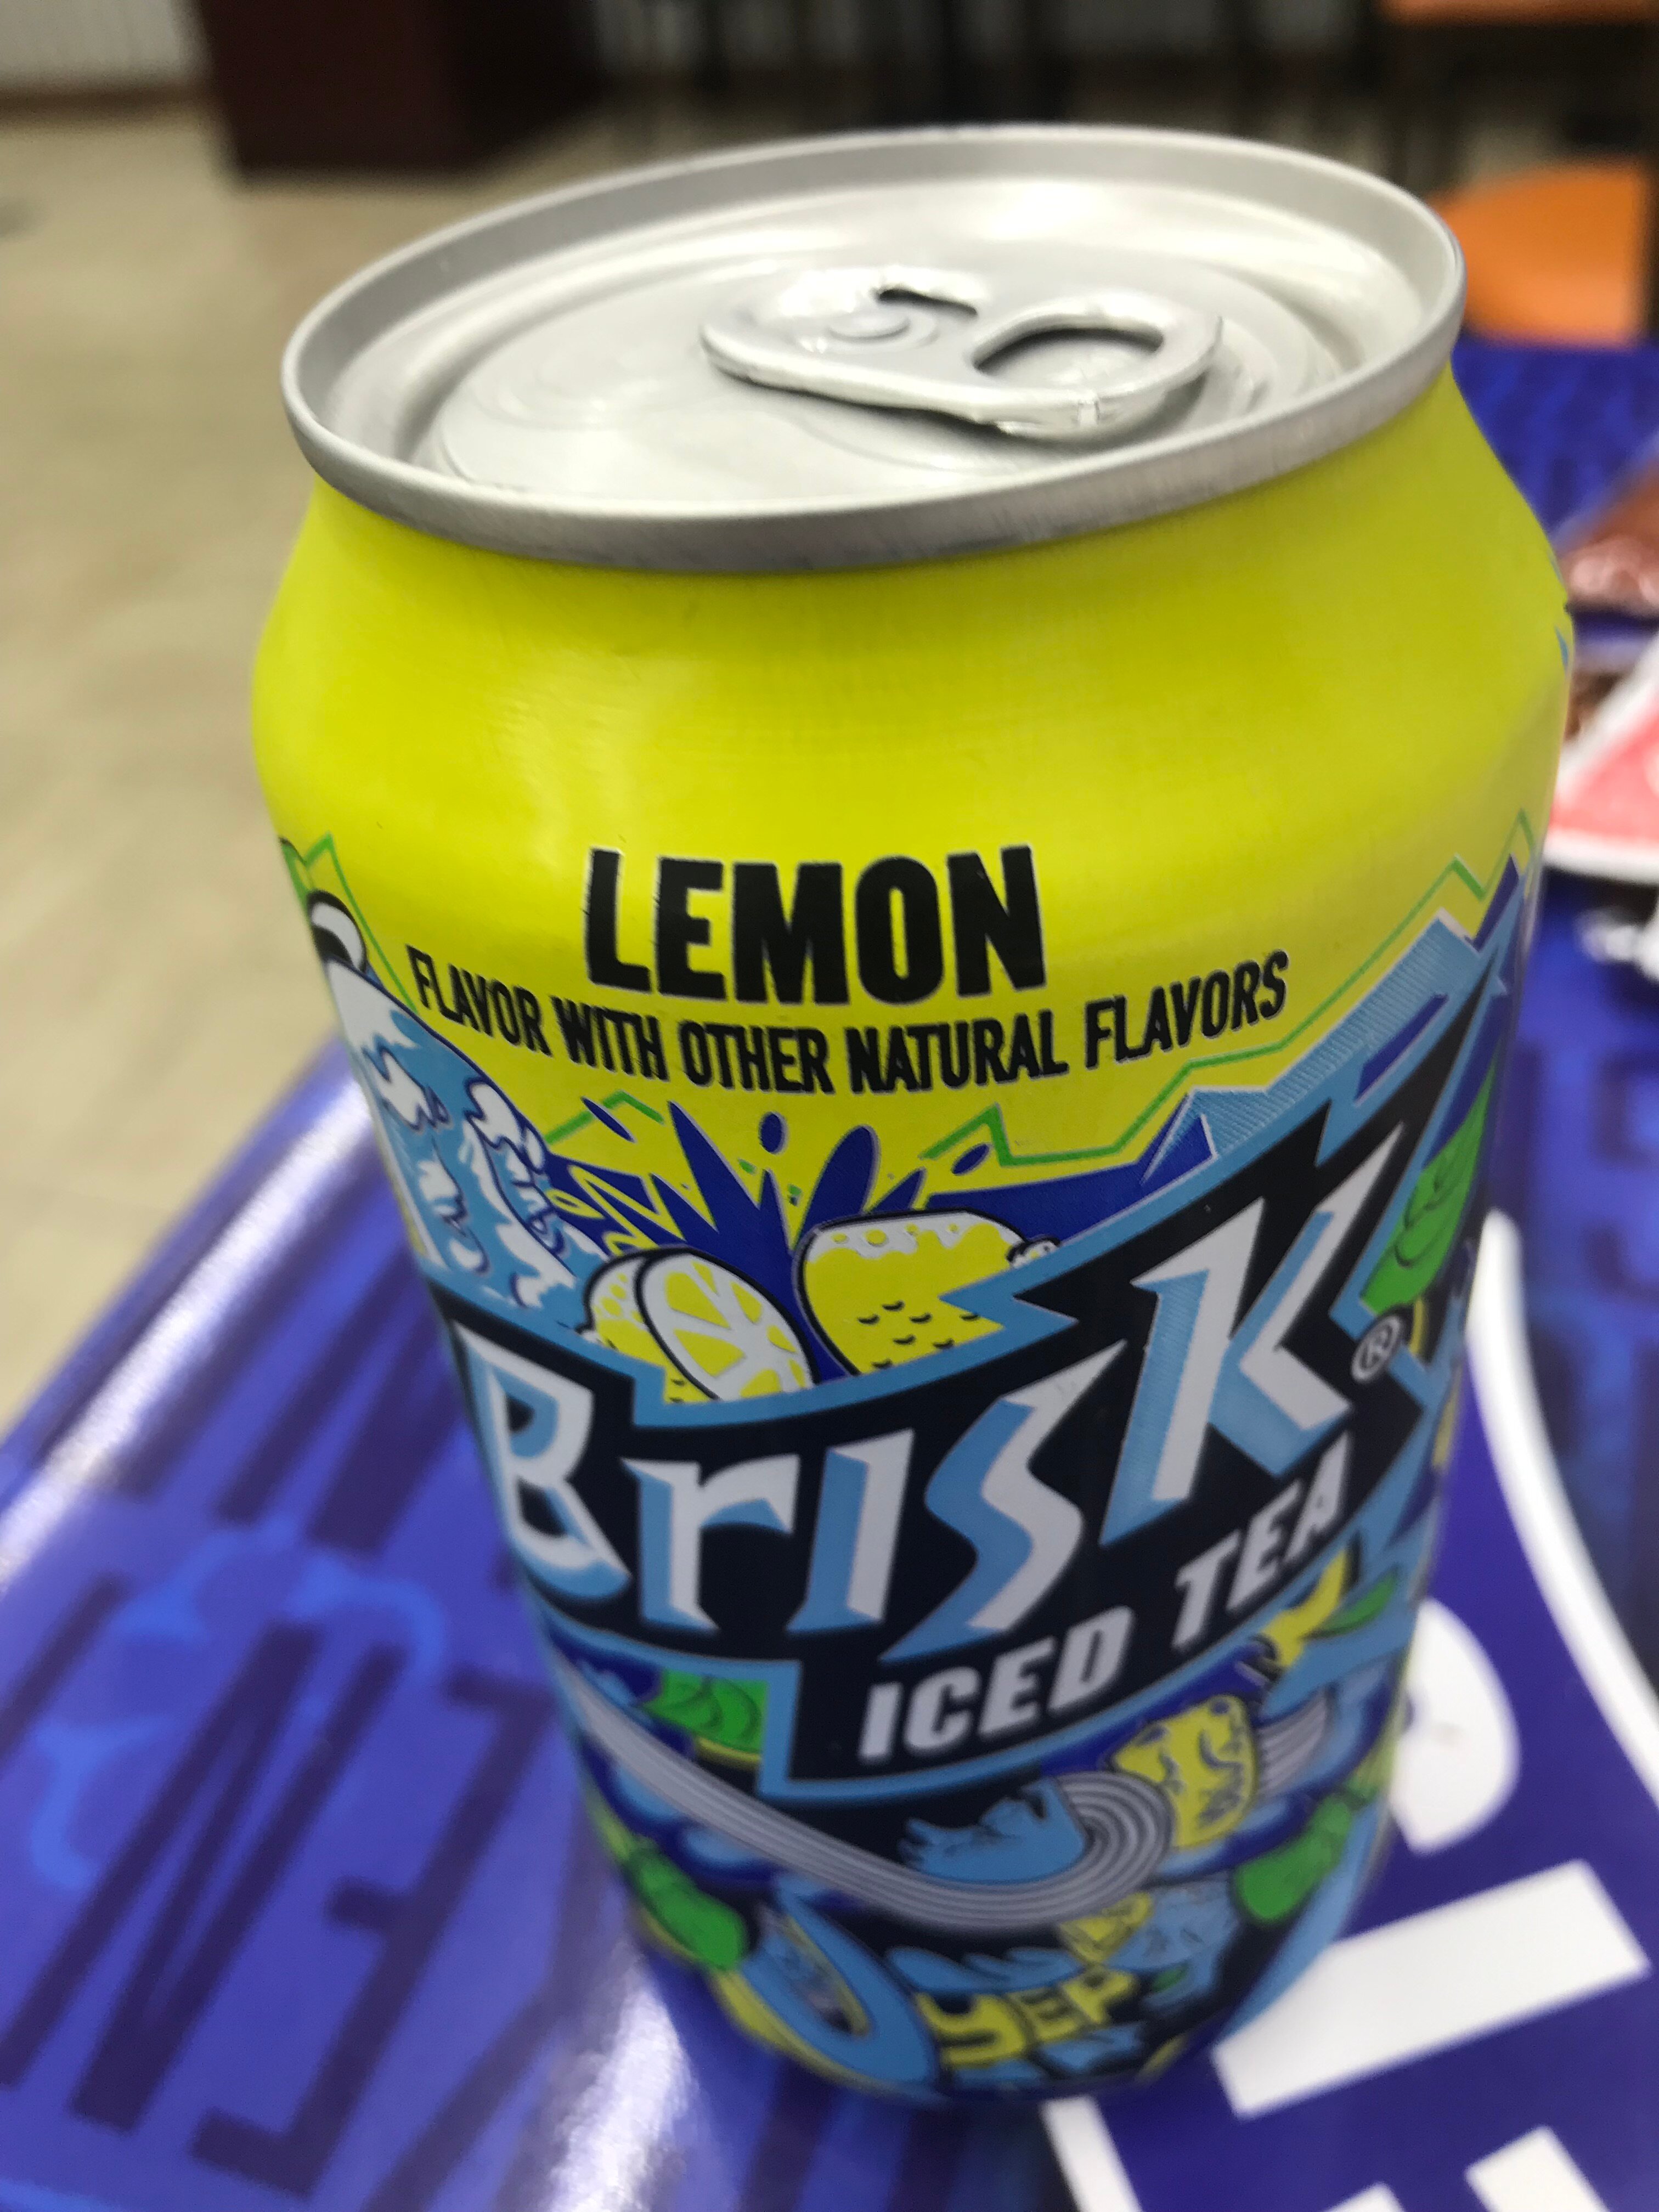 LEMON
FLAVOR WITH OTHER NATURAL FLAVORS
Brisk®
ICED TEA
YEP